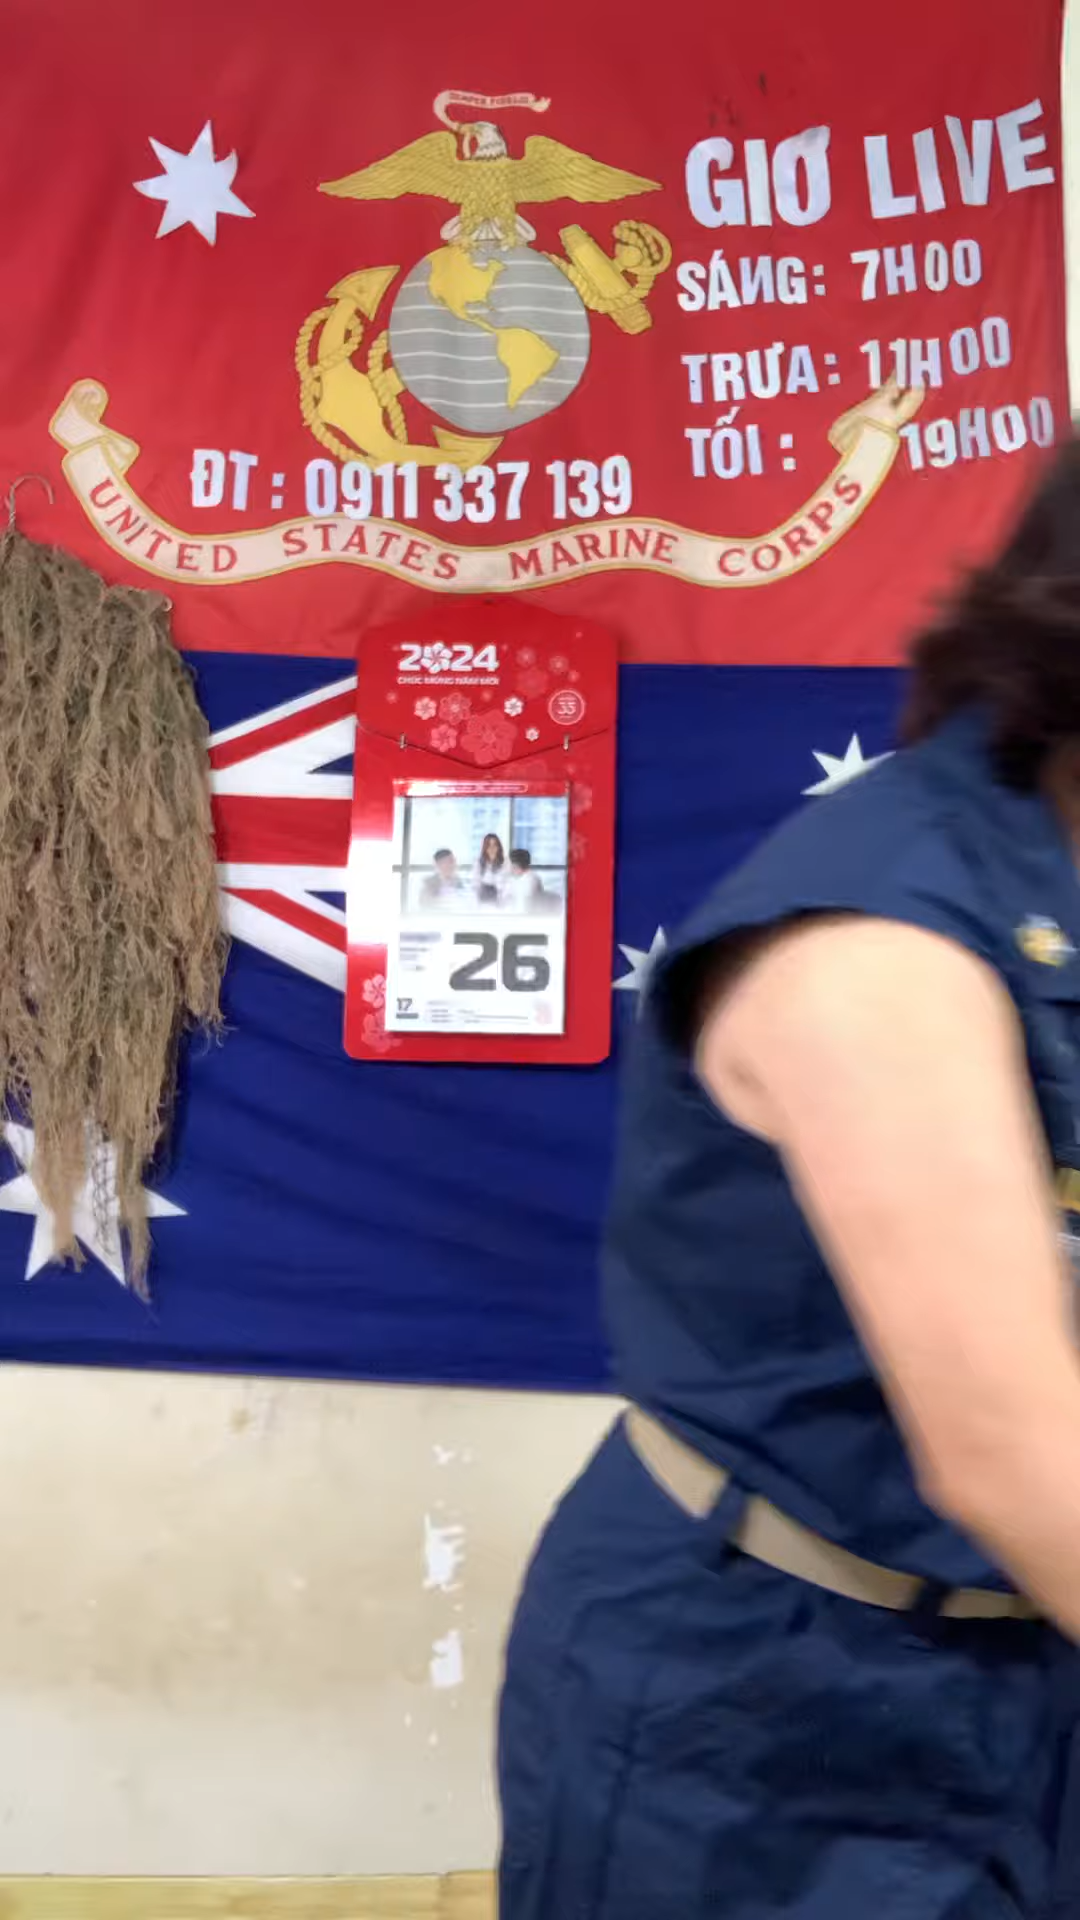 SEMPER FIDELIS
GIƠ LIVE
SÁNG: 7H00
TRƯA: 11H00
TỐI : 19H00
ĐT : 0911 337 139
UNITED STATES MARINE CORPS
2024
CHÚC MỪNG NĂM MỚI
35
26
17